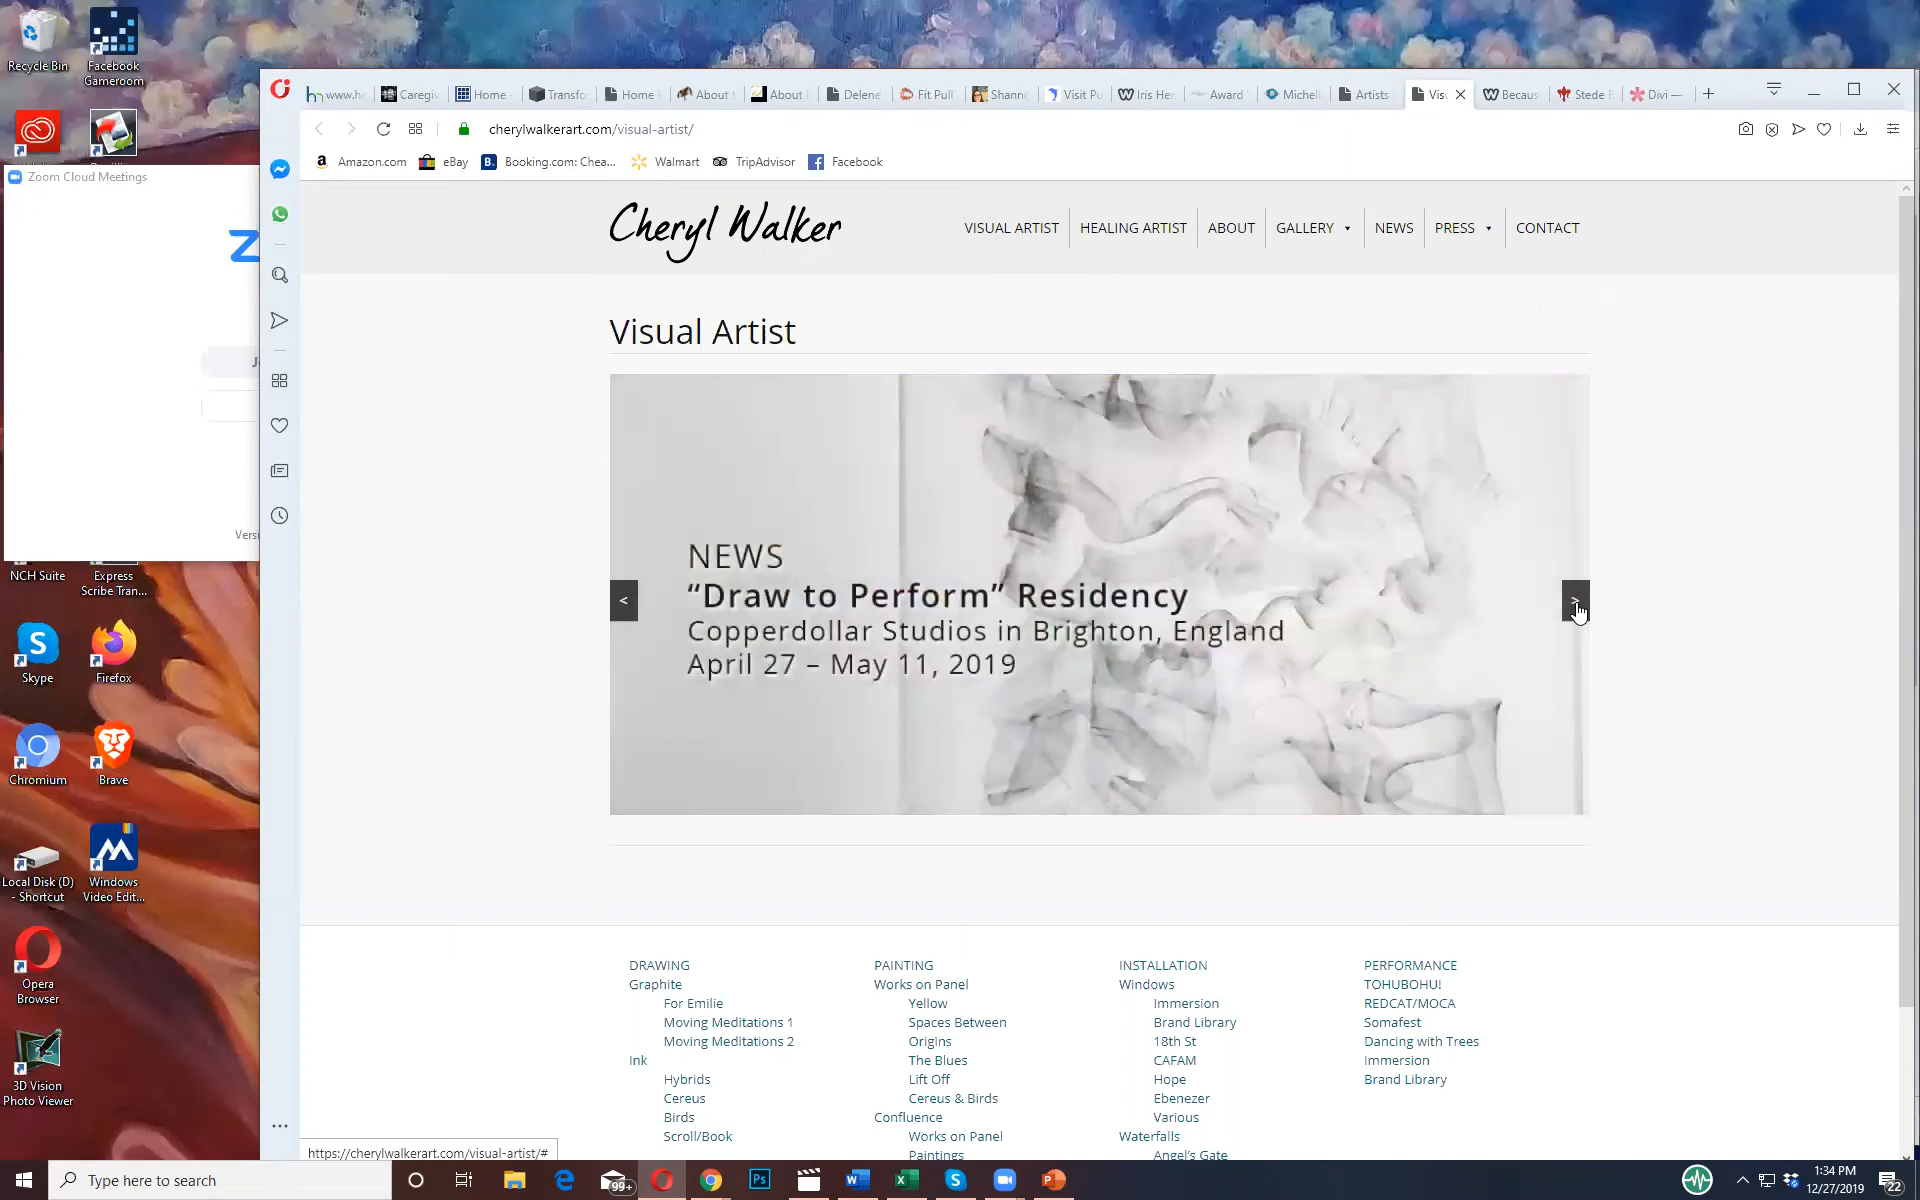 Recycle Bin
Facebook
Gameroom
Zoom Cloud Meetings
Versi
NCH Suite
Express
Scribe Tran...
Skype
Firefox
Chromium
Brave
Local Disk (D)
- Shortcut
Windows
Video Edit...
Opera
Browser
3D Vision
Photo Viewer
www.he
Caregiv
Home -
Transfo
Home
About t
About
Delene
Fit Pull
Shann
Visit Pu
Iris Her
Award
Michell
Artists
Visu
Becaus
Stede B
Divi —
cherylwalkerart.com/visual-artist/
Amazon.com
eBay
Booking.com: Chea...
Walmart
TripAdvisor
Facebook
Cheryl Walker
VISUAL ARTIST
HEALING ARTIST
ABOUT
GALLERY
NEWS
PRESS
CONTACT
Visual Artist
NEWS
“Draw to Perform” Residency
Copperdollar Studios in Brighton, England
April 27 – May 11, 2019
<
>
DRAWING
Graphite
For Emilie
Moving Meditations 1
Moving Meditations 2
Ink
Hybrids
Cereus
Birds
Scroll/Book
PAINTING
Works on Panel
Yellow
Spaces Between
Origins
The Blues
Lift Off
Cereus & Birds
Confluence
Works on Panel
Paintings
INSTALLATION
Windows
Immersion
Brand Library
18th St
CAFAM
Hope
Ebenezer
Various
Waterfalls
Angel's Gate
PERFORMANCE
TOHUBOHU!
REDCAT/MOCA
Somafest
Dancing with Trees
Immersion
Brand Library
https://cherylwalkerart.com/visual-artist/#
Type here to search
99+
1:34 PM
12/27/2019
22